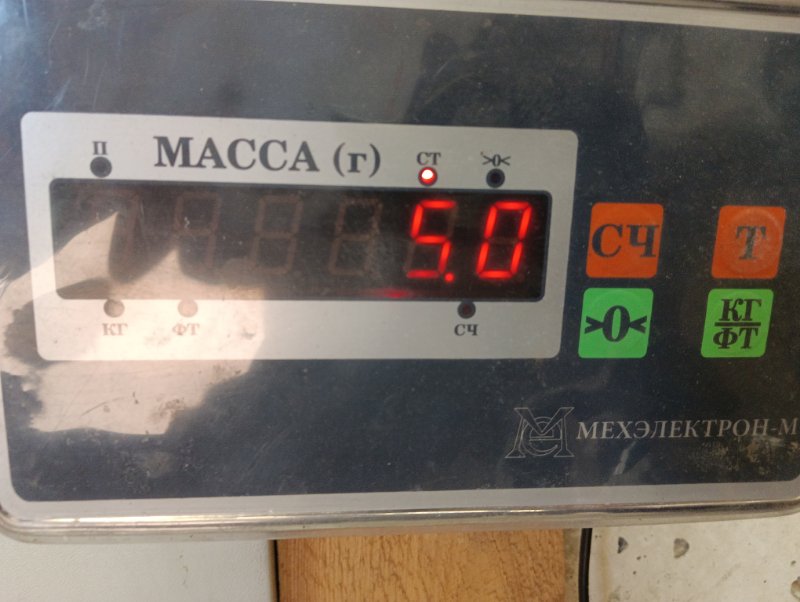 П МАССА (г) СТ >0<
5.0
КГ ФТ СЧ
СЧ Т
>0< КГ/ФТ
МЕХЭЛЕКТРОН-М